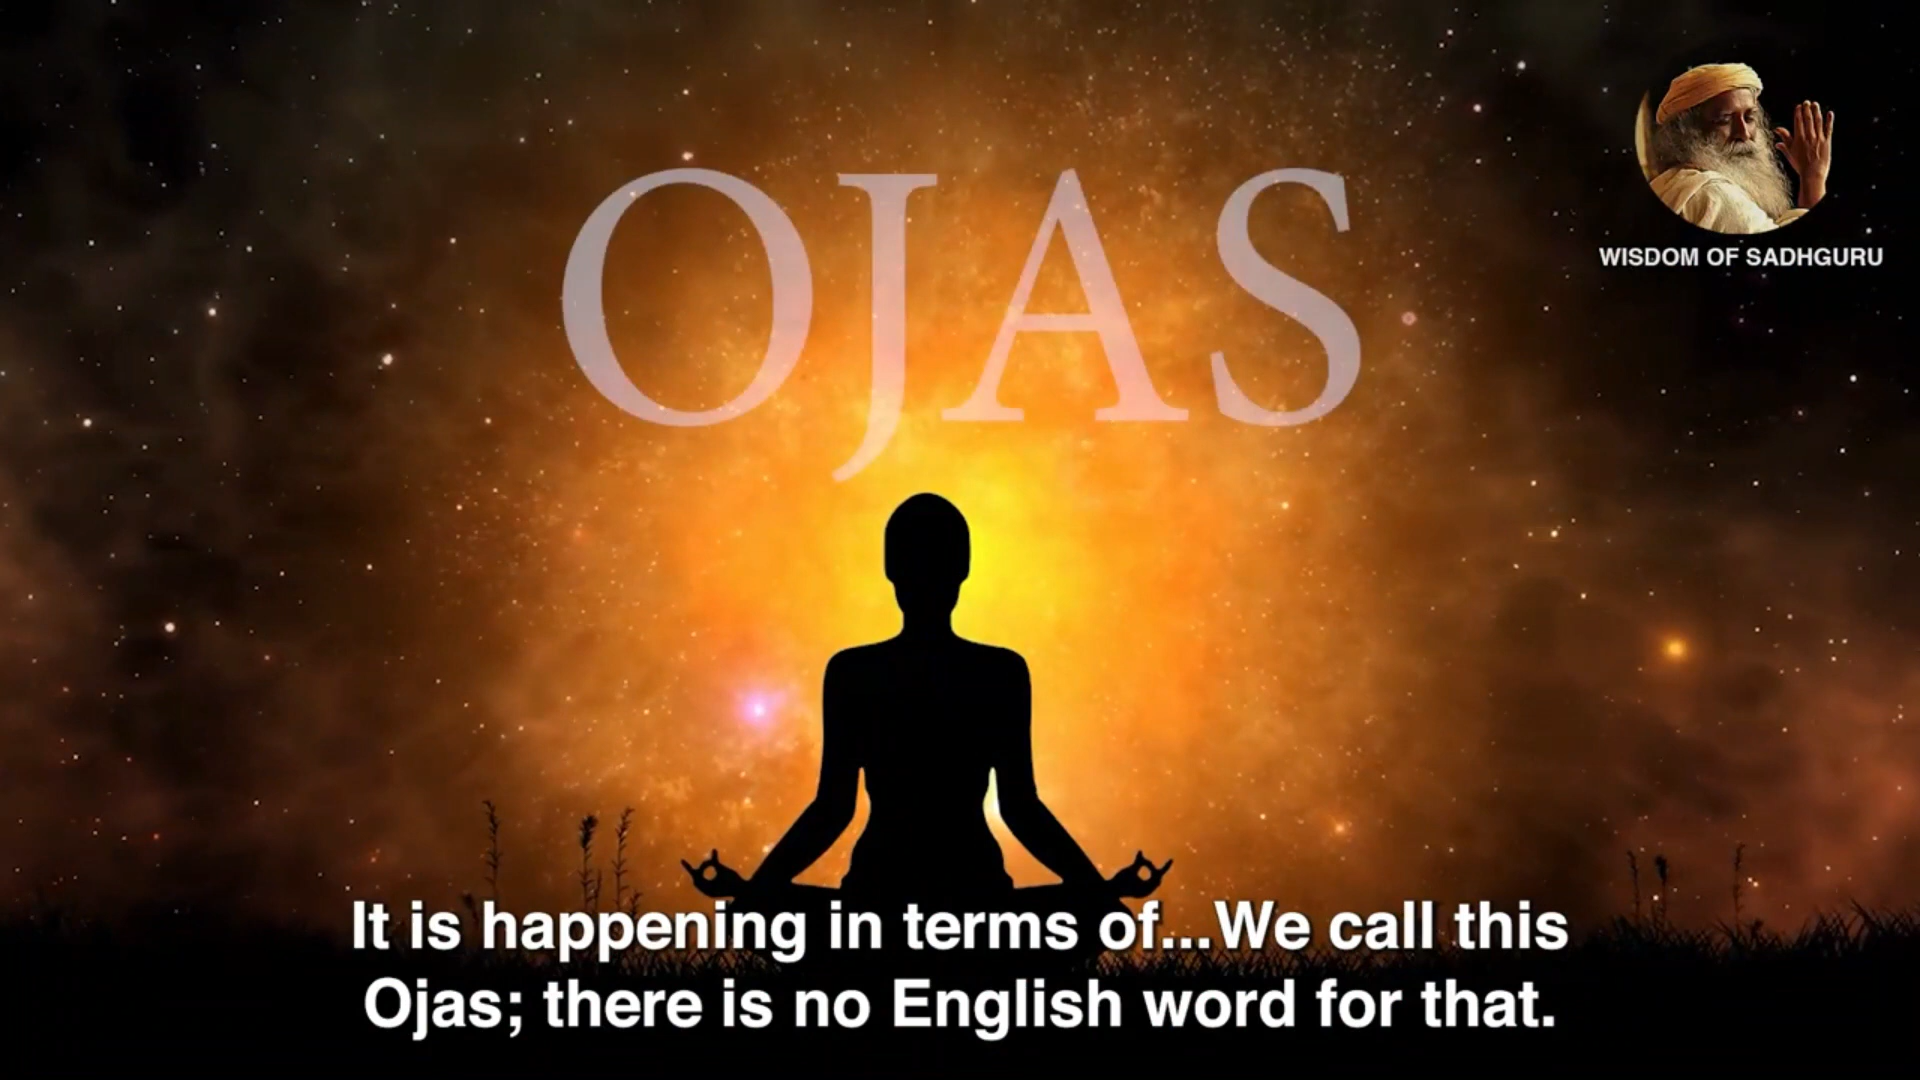 OJAS
WISDOM OF SADHGURU
It is happening in terms of...We call this
Ojas; there is no English word for that.